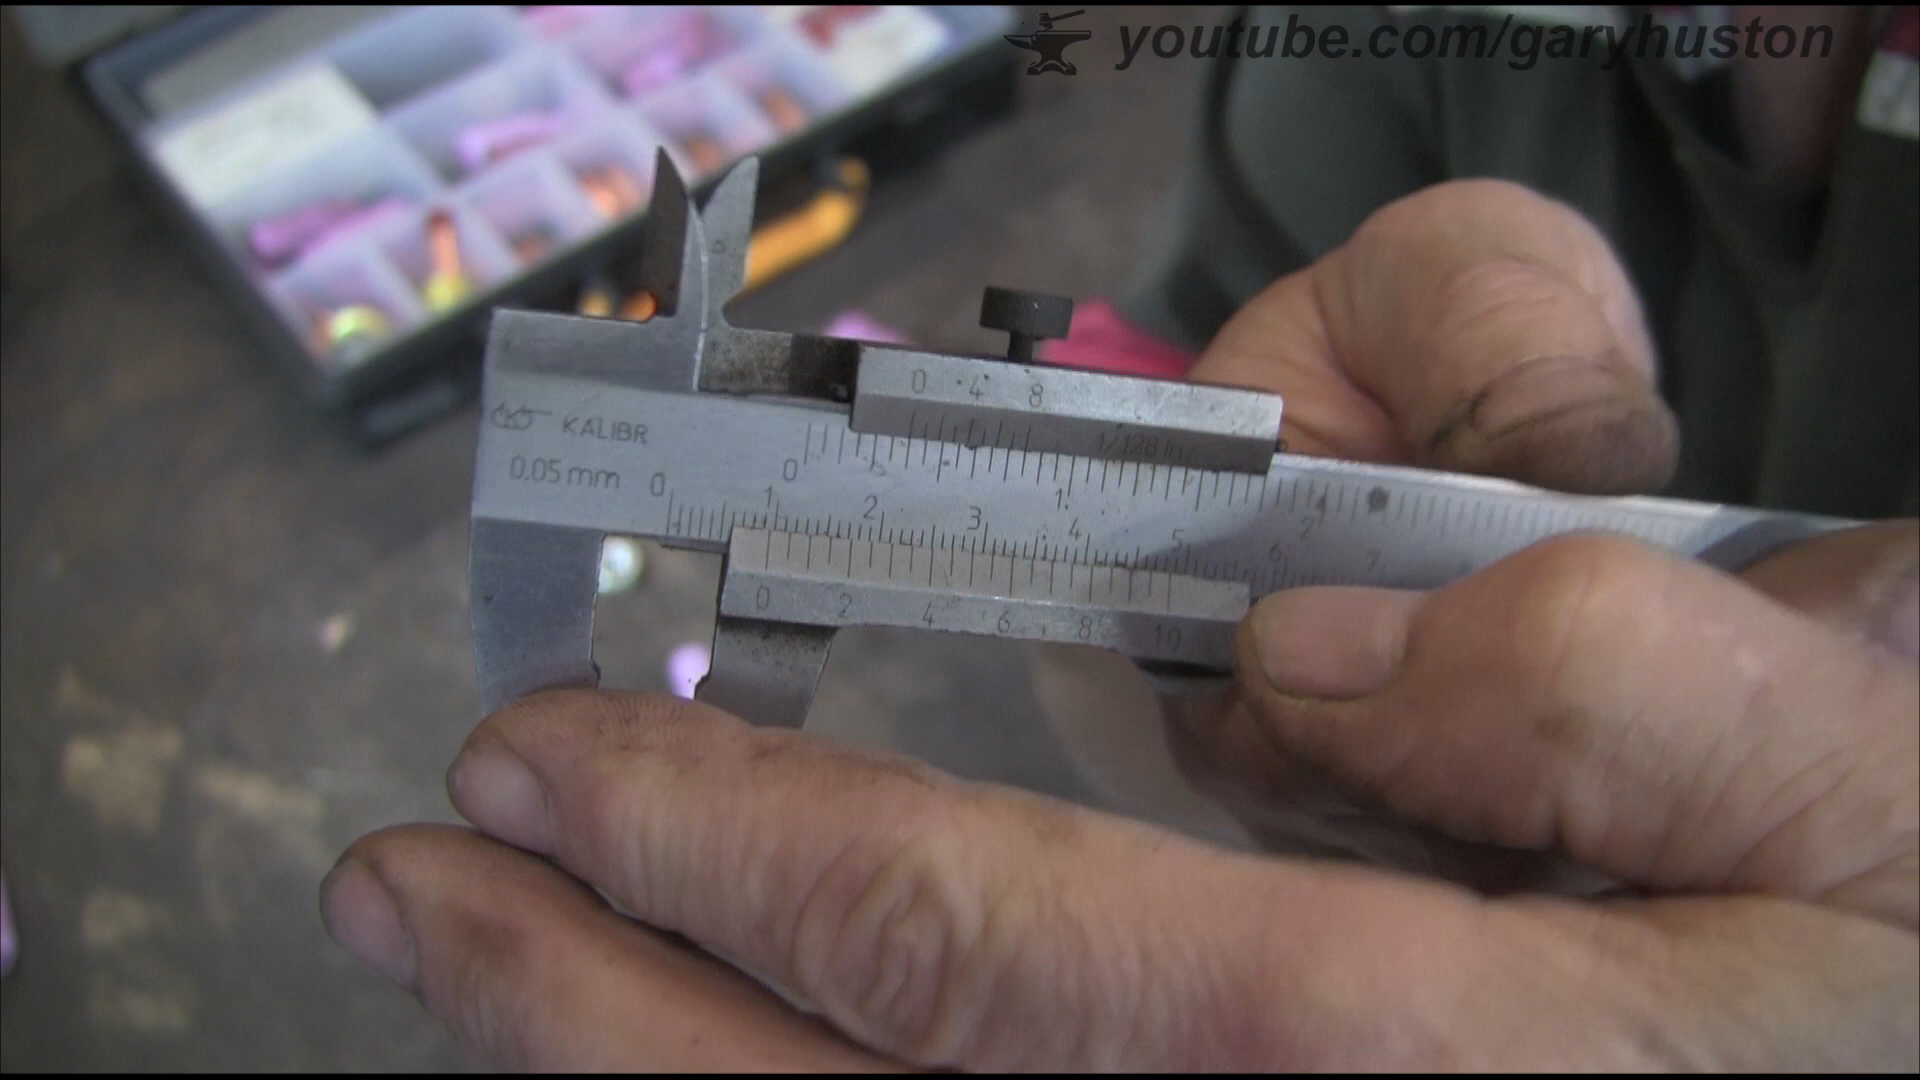 youtube.com/garyhuston
0 4 8
KALIBR
1/128 in
0.05 mm
0 1 2
0 1 2 3 4 5 6 7
0 2 4 6 8 10